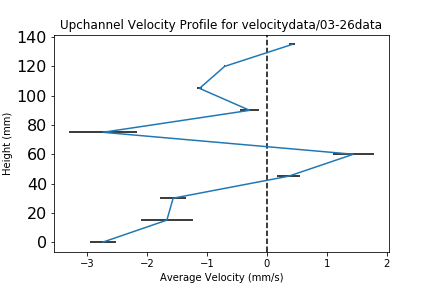 Upchannel Velocity Profile for velocitydata/03-26data
140
120
100
80
60
40
20
0
Height (mm)
−3 −2 −1 0 1 2
Average Velocity (mm/s)